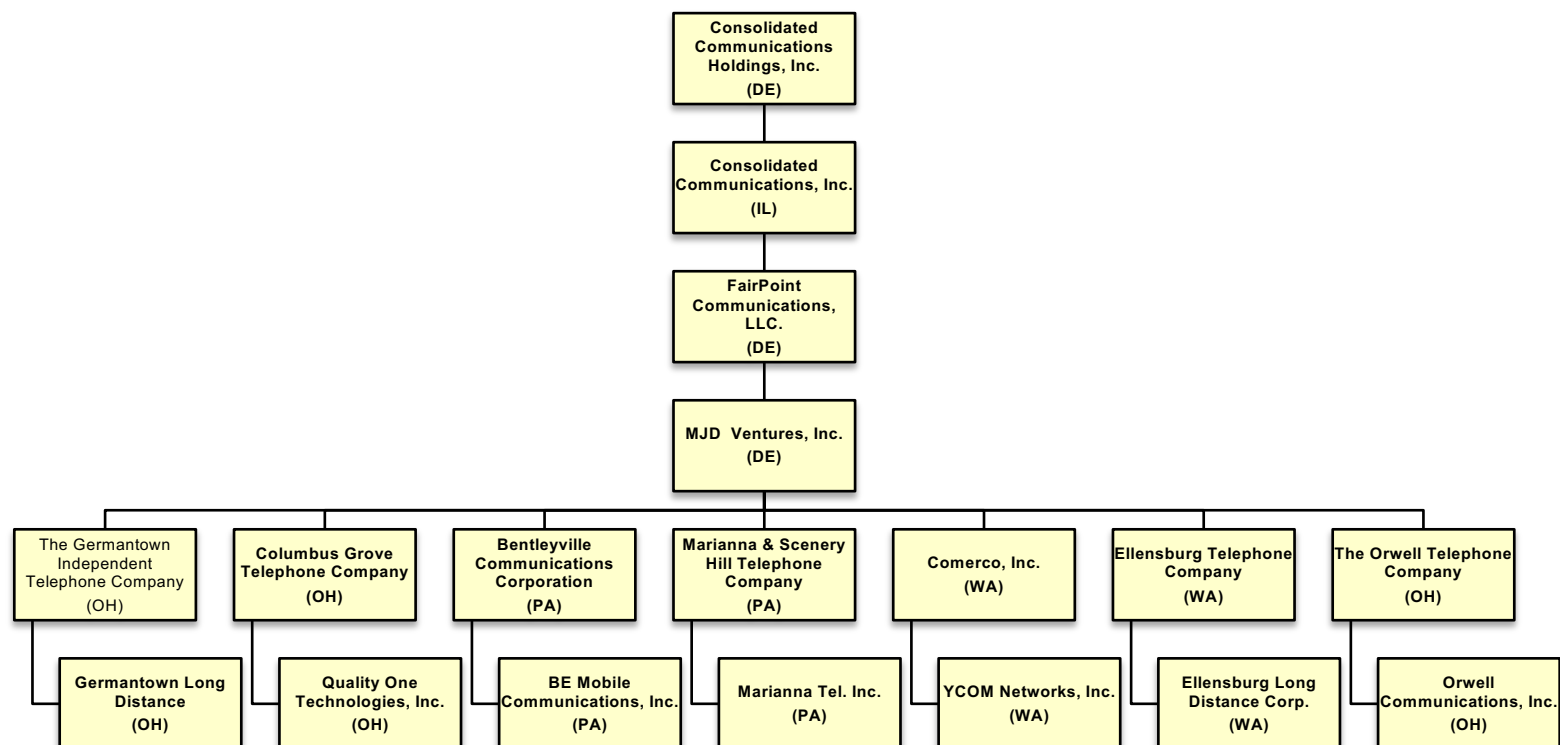 Consolidated
Communications
Holdings, Inc.
(DE)
Consolidated
Communications, Inc.
(IL)
FairPoint
Communications,
LLC.
(DE)
MJD Ventures, Inc.
(DE)
The Germantown
Independent
Telephone Company
(OH)
Columbus Grove
Telephone Company
(OH)
Bentleyville
Communications
Corporation
(PA)
Marianna & Scenery
Hill Telephone
Company
(PA)
Comerco, Inc.
(WA)
Ellensburg Telephone
Company
(WA)
The Orwell Telephone
Company
(OH)
Germantown Long
Distance
(OH)
Quality One
Technologies, Inc.
(OH)
BE Mobile
Communications, Inc.
(PA)
Marianna Tel. Inc.
(PA)
YCOM Networks, Inc.
(WA)
Ellensburg Long
Distance Corp.
(WA)
Orwell
Communications, Inc.
(OH)